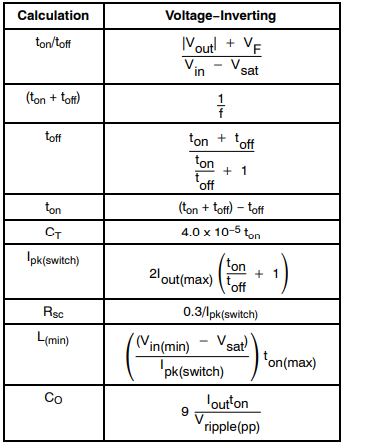 Calculation Voltage−Inverting
ton/toff |Vout| + VF / Vin − Vsat
(ton + toff) 1 / f
toff ton + toff / ton / toff + 1
ton (ton + toff) − toff
CT 4.0 x 10−5 ton
Ipk(switch) 2Iout(max) (ton / toff + 1)
Rsc 0.3/Ipk(switch)
L(min) ((Vin(min) − Vsat) / Ipk(switch)) ton(max)
CO 9 Ioutton / Vripple(pp)